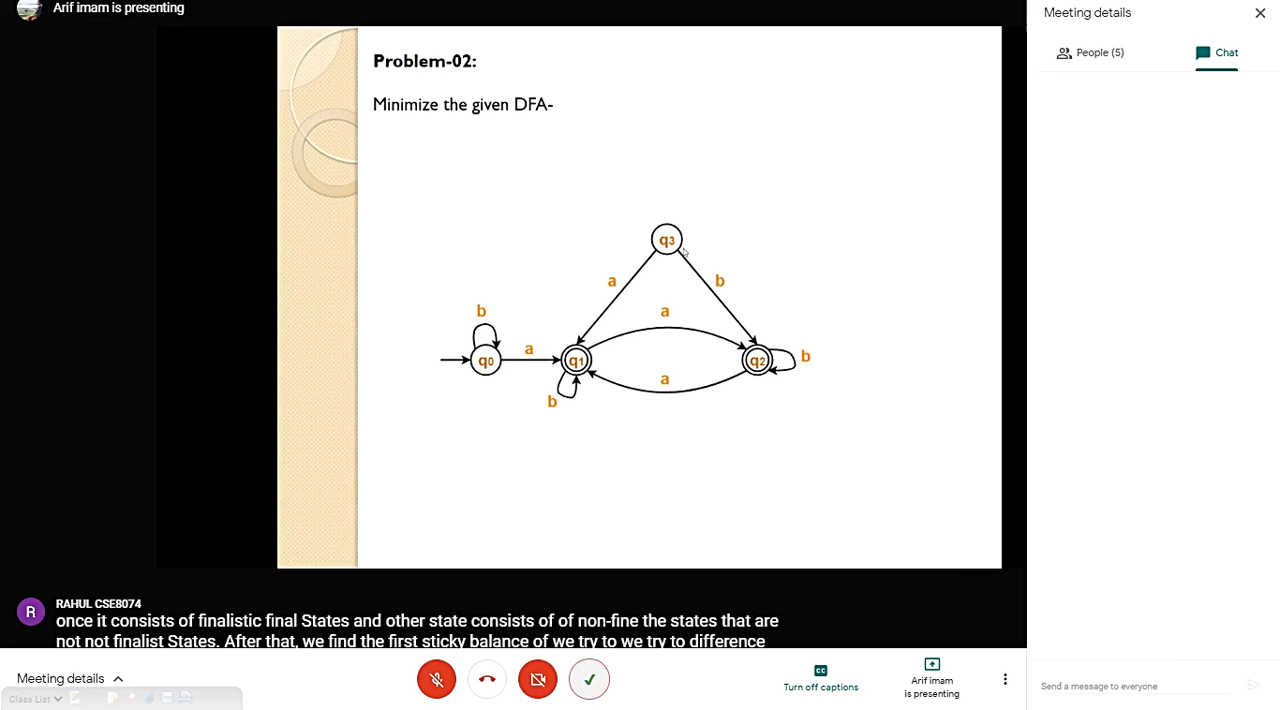 Arif imam is presenting
Meeting details
People (5)
Chat
Problem-02:
Minimize the given DFA-
q3
a
b
a
b
a
q0
q1
q2
b
a
b
RAHUL CSE8074
once it consists of finalistic final States and other state consists of of non-fine the states that are
not not finalist States. After that, we find the first sticky balance of we try to we try to difference
Meeting details
Class List
Turn off captions
Arif imam
is presenting
Send a message to everyone